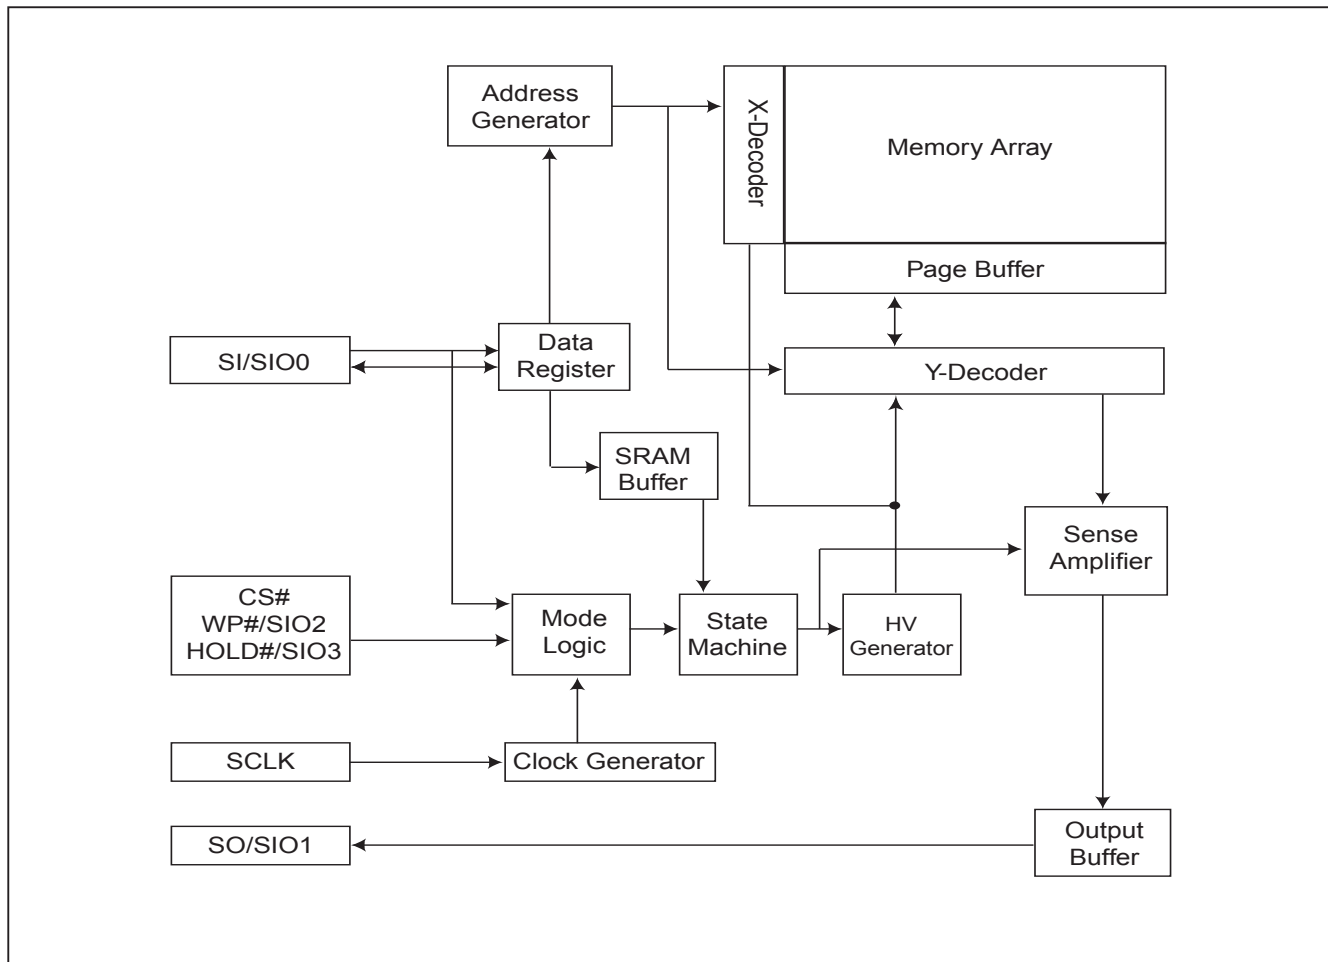 Address
Generator
X-Decoder
Memory Array
Page Buffer
SI/SIO0
Data
Register
Y-Decoder
SRAM
Buffer
Sense
Amplifier
CS#
WP#/SIO2
HOLD#/SIO3
Mode
Logic
State
Machine
HV
Generator
SCLK
Clock Generator
SO/SIO1
Output
Buffer